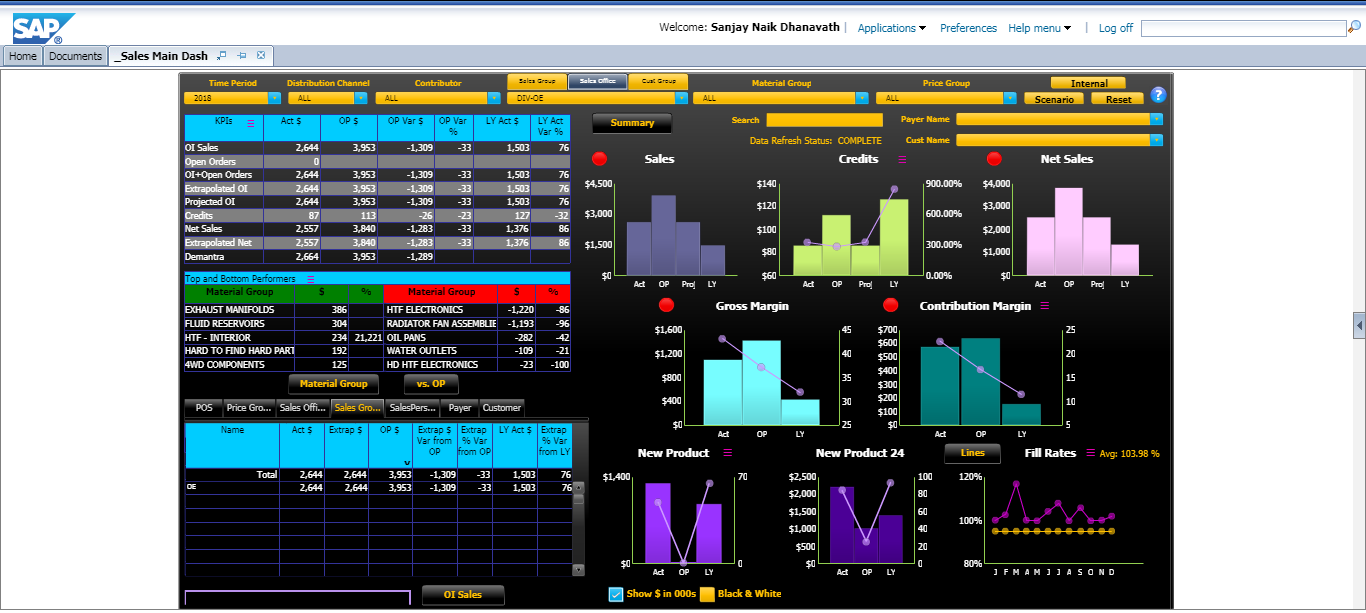 SAP ®
Welcome: Sanjay Naik Dhanavath | Applications Preferences Help menu | Log off
Home Documents _Sales Main Dash
Time Period Distribution Channel Contributor Sales Group Sales Office Cust Group Material Group Price Group Internal
2018 ALL ALL DIV-OE ALL ALL Scenario Reset ?
KPIs Act $ OP $ OP Var $ OP Var % LY Act $ LY Act Var %
OI Sales 2,644 3,953 -1,309 -33 1,503 76
Open Orders 0
OI+Open Orders 2,644 3,953 -1,309 -33 1,503 76
Extrapolated OI 2,644 3,953 -1,309 -33 1,503 76
Projected OI 2,644 3,953 -1,309 -33 1,503 76
Credits 87 113 -26 -23 127 -32
Net Sales 2,557 3,840 -1,283 -33 1,376 86
Extrapolated Net 2,557 3,840 -1,283 -33 1,376 86
Demantra 2,664 3,953 -1,289
Summary Search Payer Name
Data Refresh Status: COMPLETE Cust Name
Top and Bottom Performers
Material Group $ % Material Group $ %
EXHAUST MANIFOLDS 386 HTF ELECTRONICS -1,220 -86
FLUID RESERVOIRS 304 RADIATOR FAN ASSEMBLIE -1,193 -96
HTF - INTERIOR 234 21,221 OIL PANS -282 -42
HARD TO FIND HARD PART 192 WATER OUTLETS -109 -21
4WD COMPONENTS 125 HD HTF ELECTRONICS -23 -100
Material Group vs. OP
POS Price Gro... Sales Offi... Sales Gro... SalesPers... Payer Customer
Name Act $ Extrap $ OP $ Extrap $ Var from OP Extrap % Var from OP LY Act $ Extrap % Var from LY
Total 2,644 2,644 3,953 -1,309 -33 1,503 76
OE 2,644 2,644 3,953 -1,309 -33 1,503 76
OI Sales
Sales
$4,500
$3,000
$1,500
$0
Act OP Proj LY
Credits
$140 900.00%
$120
600.00%
$100
$80 300.00%
$60 0.00%
Act OP Proj LY
Net Sales
$4,000
$3,000
$2,000
$1,000
$0
Act OP Proj LY
Gross Margin
$1,600 45
$1,200 40
$800 35
$400 30
$0 25
Act OP LY
Contribution Margin
$700 25
$600
$500 20
$400
$300 15
$200 10
$100
$0 5
Act OP LY
New Product
$1,400 70
$0 0
Act OP LY
New Product 24
$2,500 100
$2,000 80
$1,500 60
$1,000 40
$500 20
$0 0
Act OP LY
Lines Fill Rates Avg: 103.98 %
120%
100%
80%
J F M A M J J A S O N D
Show $ in 000s Black & White